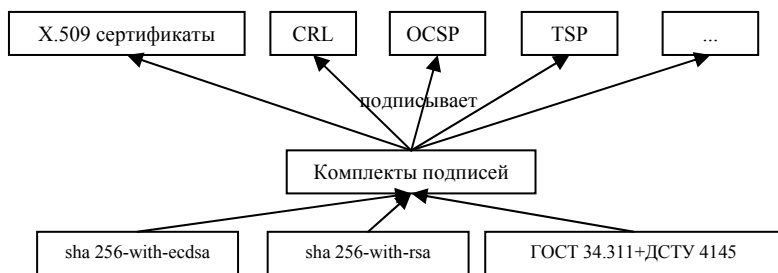 X.509 сертификаты
CRL
OCSP
TSP
...
подписывает
Комплекты подписей
sha 256-with-ecdsa
sha 256-with-rsa
ГОСТ 34.311+ДСТУ 4145